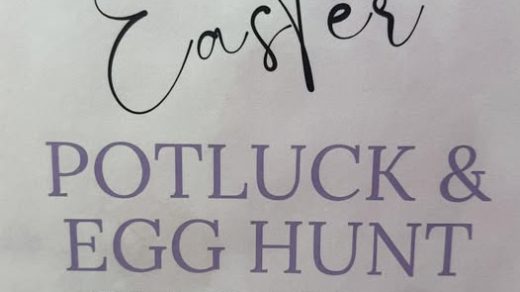 Easter
POTLUCK &
EGG HUNT